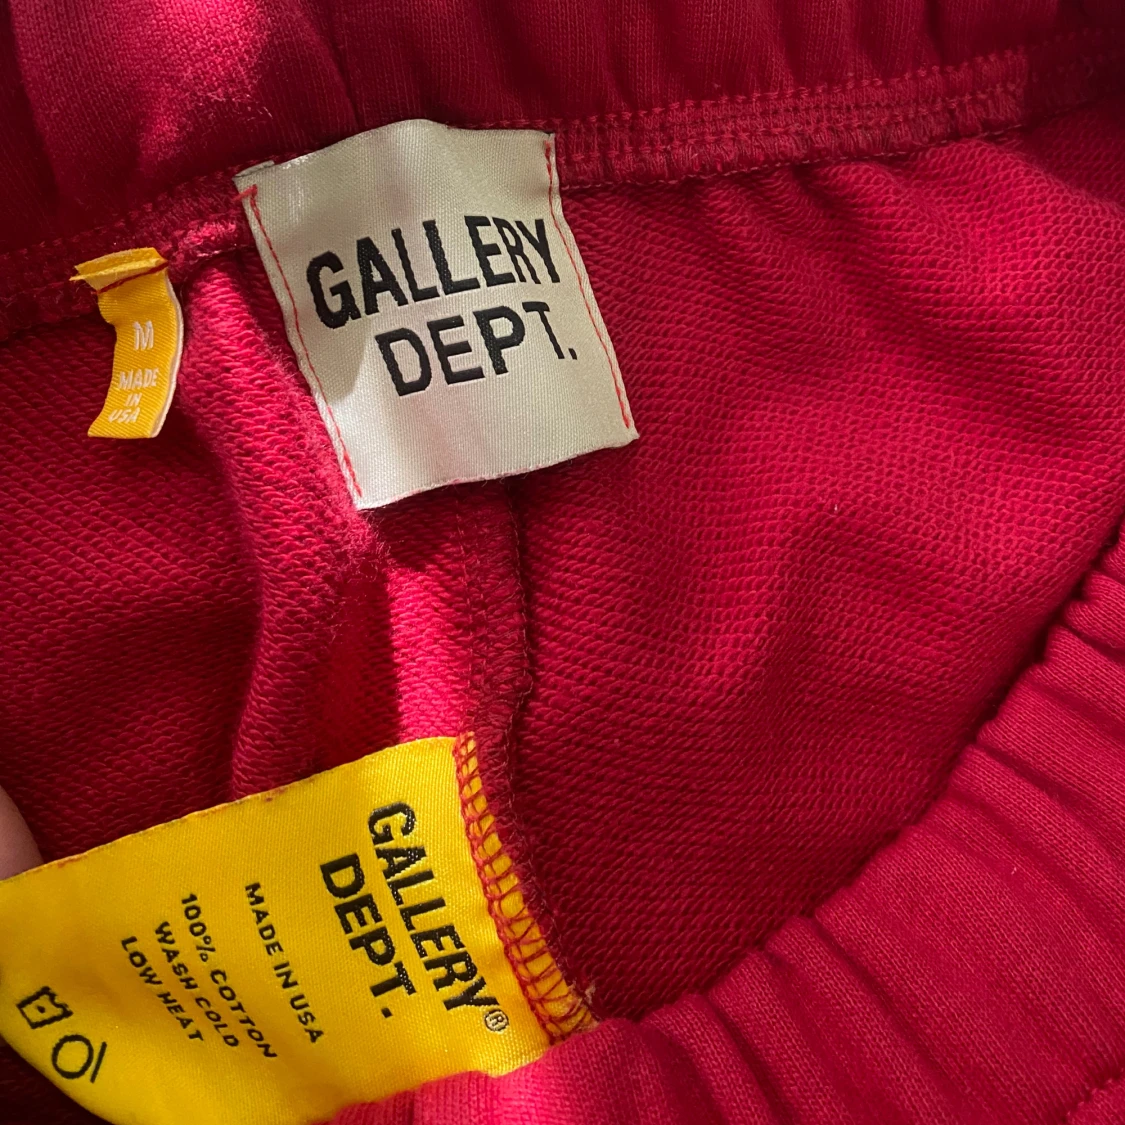 GALLERY
DEPT.
M
MADE
IN
USA
GALLERY®
DEPT.
MADE IN USA
100% COTTON
WASH COLD
LOW HEAT